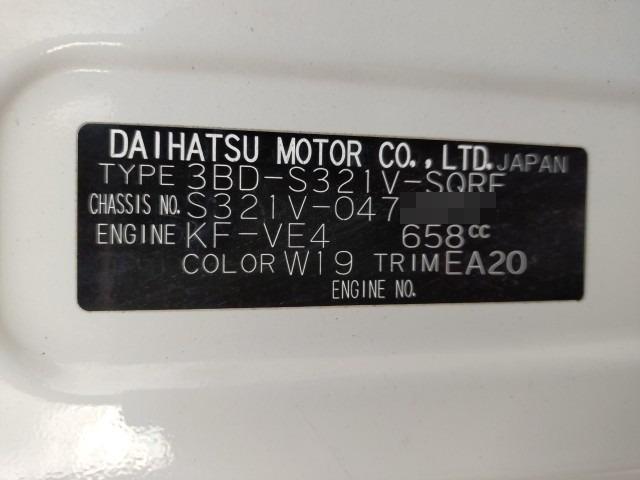 DAIHATSU MOTOR CO., LTD. JAPAN
TYPE 3BD-S321V-SQRF
CHASSIS NO. S321V-047
ENGINE KF-VE4 658cc
COLOR W19 TRIM EA20
ENGINE NO.